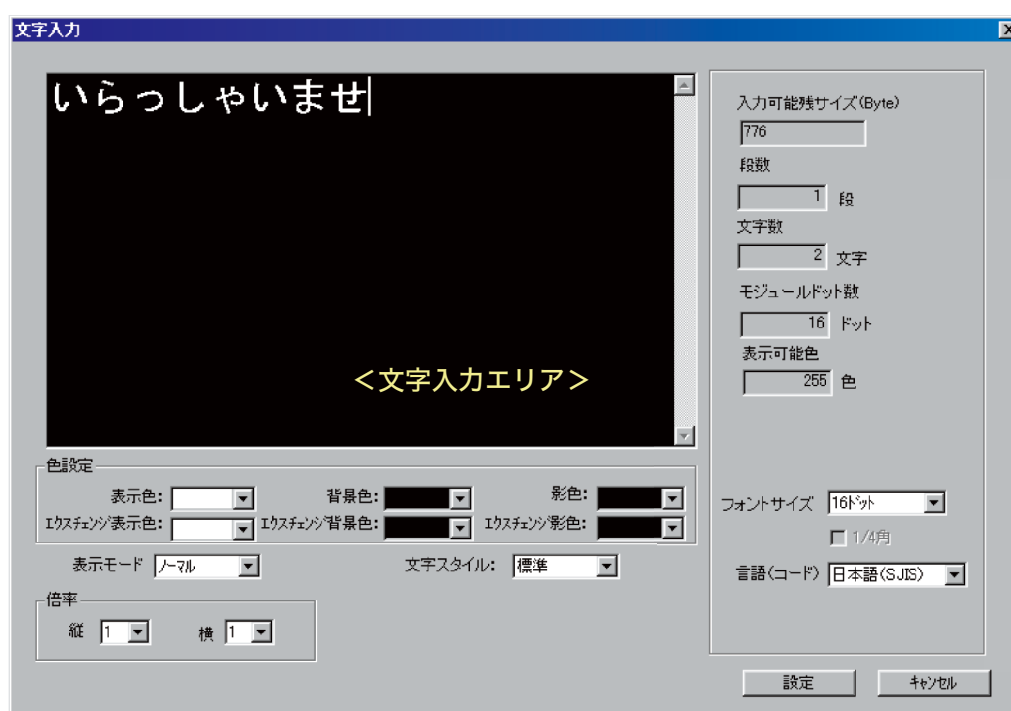 文字入力
いらっしゃいませ
＜文字入力エリア＞
入力可能残サイズ(Byte)
776
段数
1 段
文字数
2 文字
モジュールドット数
16 ドット
表示可能色
255 色
色設定
表示色: 背景色: 影色:
エクスチェンジ表示色: エクスチェンジ背景色: エクスチェンジ影色:
表示モード ノーマル 文字スタイル: 標準
倍率
縦 1 横 1
フォントサイズ 16ドット
1/4角
言語(コード) 日本語(SJIS)
設定 キャンセル